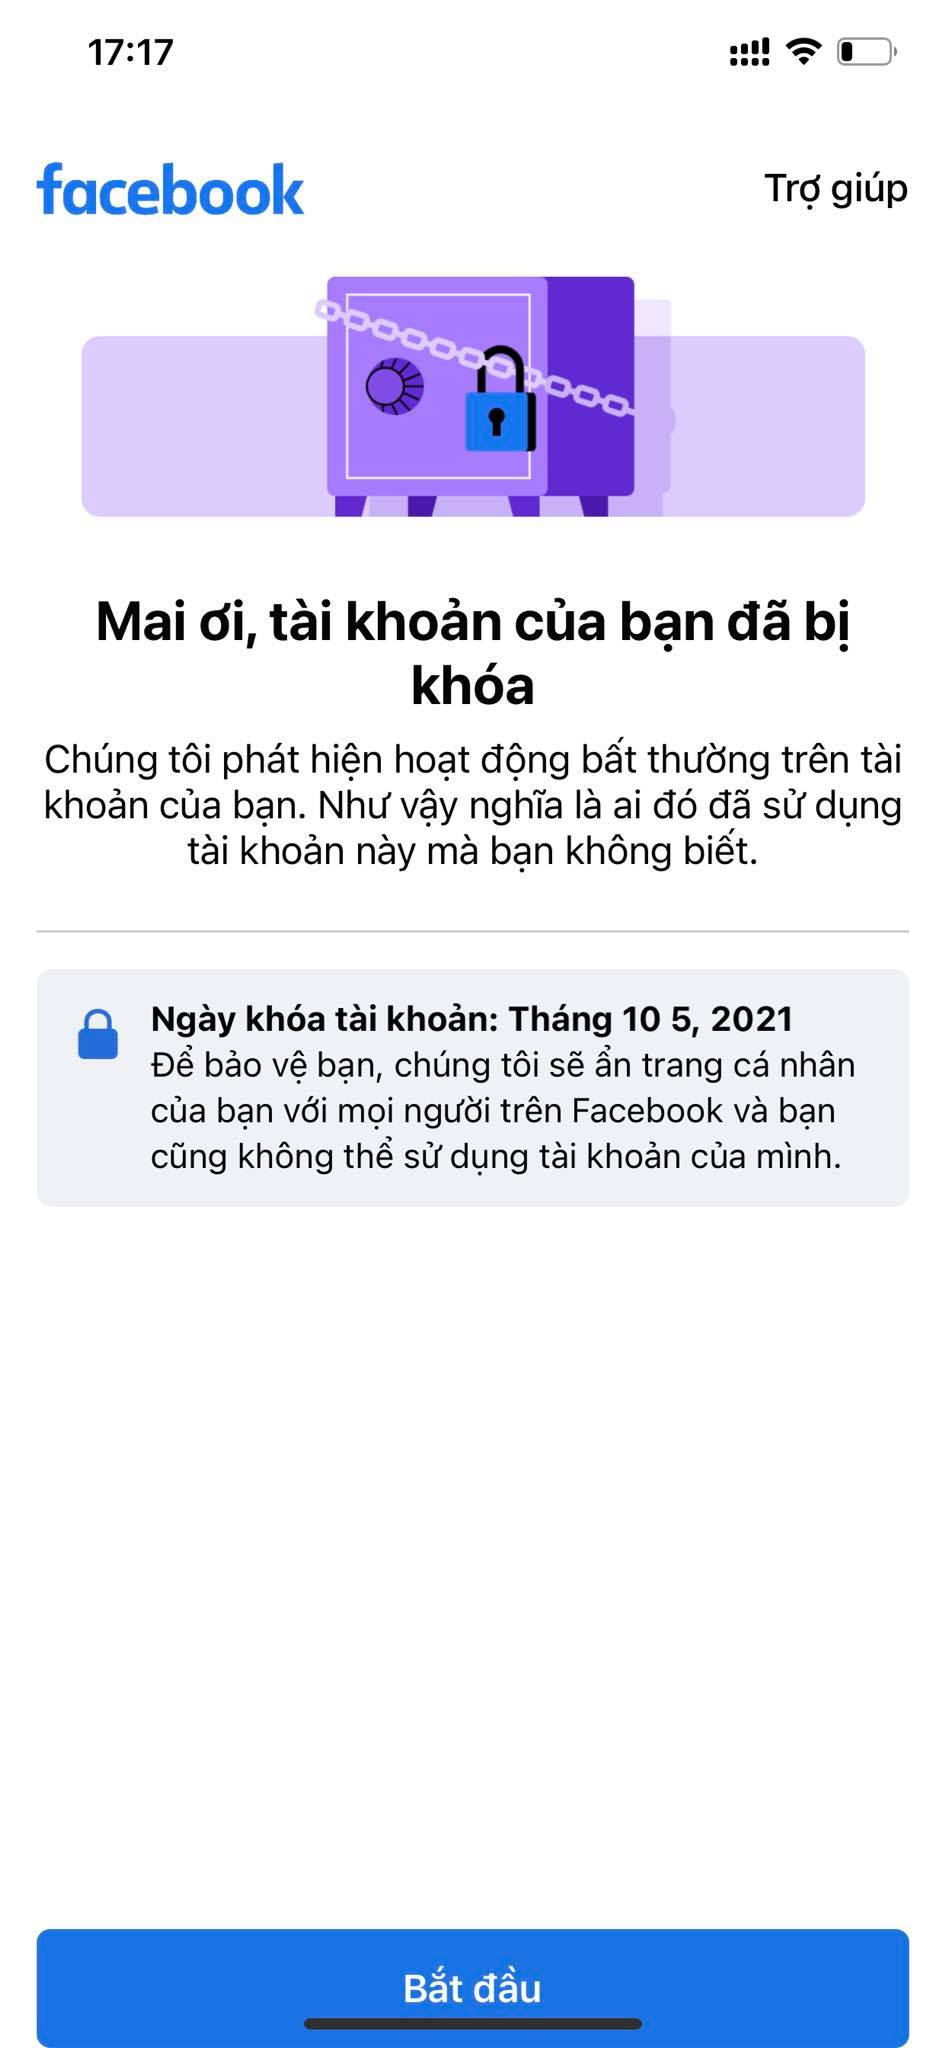 17:17
facebook
Trợ giúp
Mai ơi, tài khoản của bạn đã bị
khóa
Chúng tôi phát hiện hoạt động bất thường trên tài
khoản của bạn. Như vậy nghĩa là ai đó đã sử dụng
tài khoản này mà bạn không biết.
Ngày khóa tài khoản: Tháng 10 5, 2021
Để bảo vệ bạn, chúng tôi sẽ ẩn trang cá nhân
của bạn với mọi người trên Facebook và bạn
cũng không thể sử dụng tài khoản của mình.
Bắt đầu